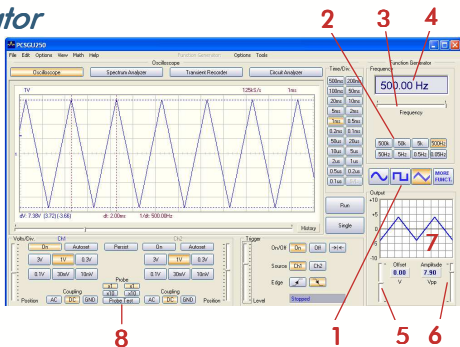 ator
2 3 4
PCSGU250
File Edit Options View Math Help Function Generator Options Tools
Oscilloscope Function Generator
Oscilloscope Spectrum Analyzer Transient Recorder Circuit Analyzer
Time/Div.
Frequency
500.00 Hz
Frequency
1V 125kS/s 1ms
500ms 200ms
100ms 50ms
20ms 10ms
5ms 2ms
1ms 0.5ms
0.2ms 0.1ms
50us 20us
10us 5us
2us 1us
0.5us 0.2us
0.1us
500k 50k 5k 500Hz
50Hz 5Hz 0.5Hz 0.05Hz
MORE
FUNCT.
dV: 7.38V (3.72)(-3.66) dt: 2.00ms 1/dt: 500.00Hz
History
Run
Single
Output
+10
+5
0
-5
-10
7
Offset Amplitude
0.00 7.90
V Vpp
Volts/Div. Ch1 Ch2
On Autoset Persist On Autoset
3V 1V 0.3V 3V 1V 0.3V
0.1V 30mV 10mV 0.1V 30mV 10mV
Probe
x1 x1
x10 x10
Coupling Coupling
Position AC DC GND Probe Test AC DC GND Position
Trigger
On/Off On Off
Source Ch1 Ch2
Edge
Level Stopped
8 1 5 6